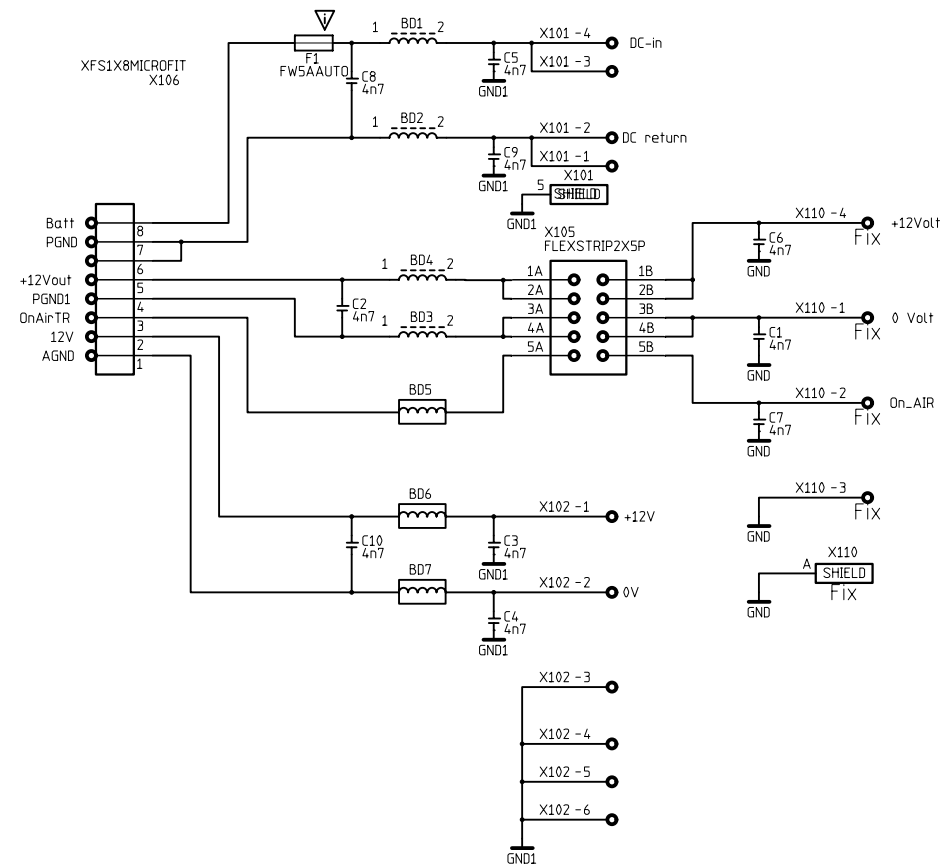 XFS1X8MICROFIT
X106
F1
FW5AAUTO
C8
4n7
1 BD1 2
C5
4n7
GND1
X101 -4
DC-in
X101 -3
1 BD2 2
C9
4n7
GND1
X101 -2
DC return
X101 -1
X101
5
SHIELD
GND1
Batt
PGND
+12Vout
PGND1
OnAirTR
12V
AGND
8
7
6
5
4
3
2
1
C2
4n7
1 BD4 2
1 BD3 2
BD5
X105
FLEXSTRIP2X5P
1A 1B
2A 2B
3A 3B
4A 4B
5A 5B
X110 -4
+12Volt
Fix
C6
4n7
GND
X110 -1
0 Volt
Fix
C1
4n7
GND
X110 -2
On_AIR
Fix
C7
4n7
GND
X110 -3
Fix
GND
X110
A SHIELD
Fix
GND
BD6
C10
4n7
BD7
X102 -1
+12V
C3
4n7
GND1
X102 -2
0V
C4
4n7
GND1
X102 -3
X102 -4
X102 -5
X102 -6
GND1